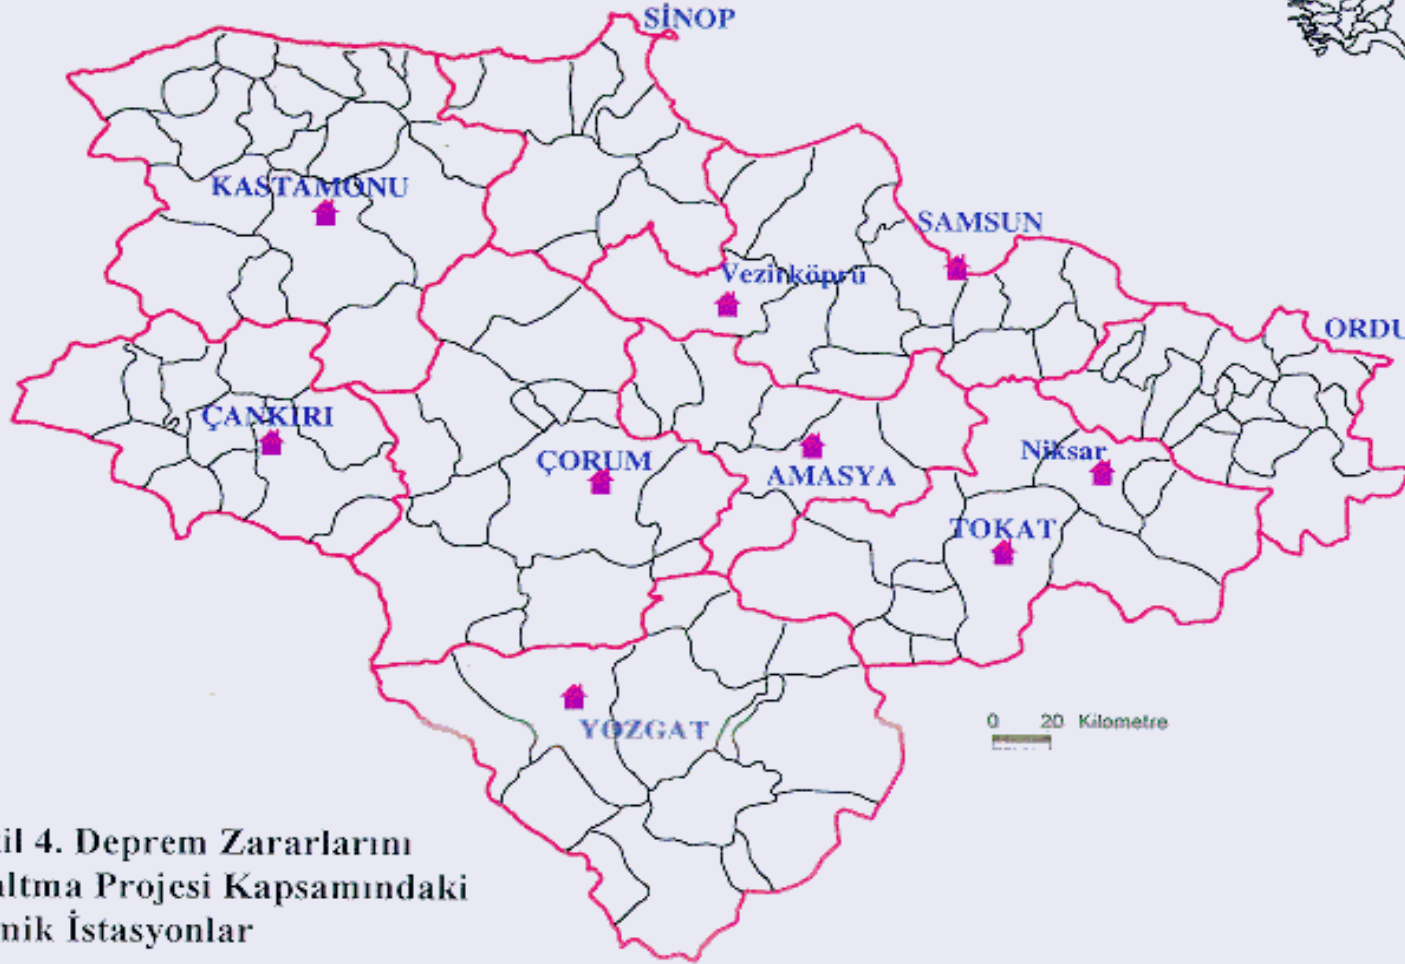 SİNOP
KASTAMONU
SAMSUN
Vezirköprü
ORDU
ÇANKIRI
ÇORUM
AMASYA
Niksar
TOKAT
YOZGAT
0 20 Kilometre
il 4. Deprem Zararlarını
altma Projesi Kapsamındaki
mik İstasyonlar